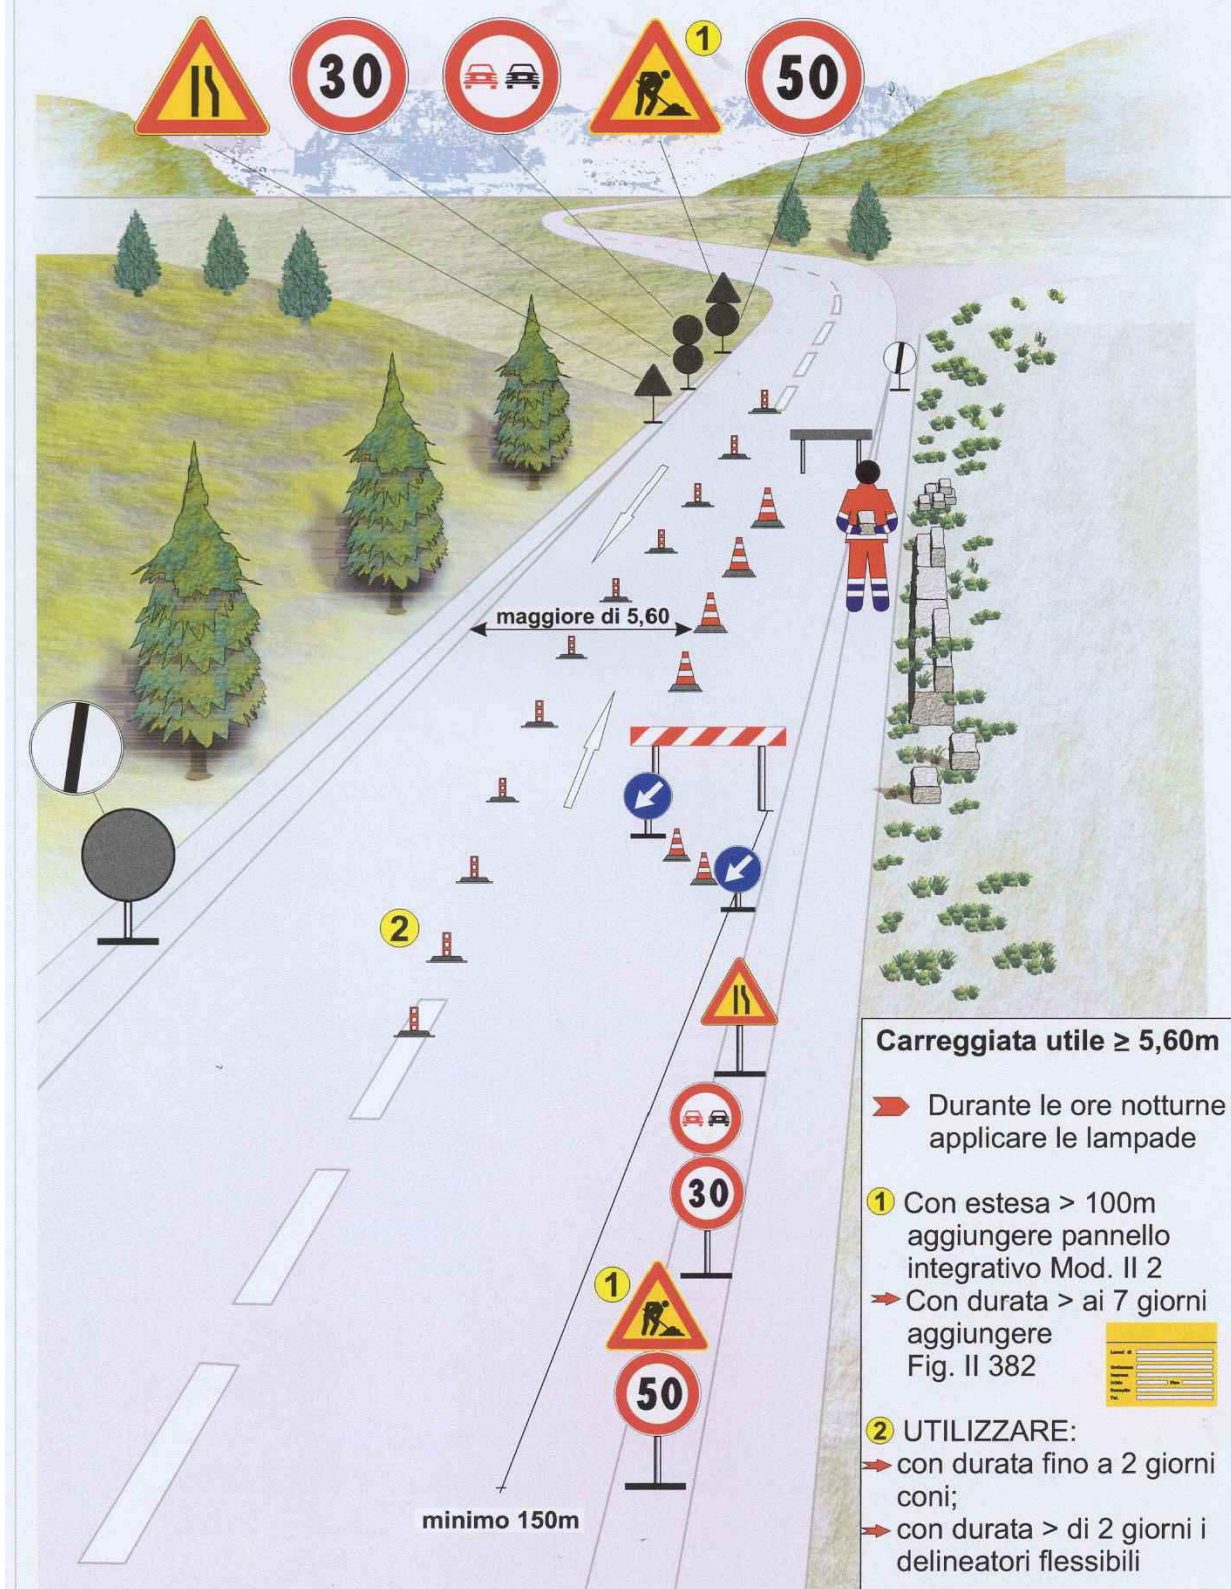 30
1
50
maggiore di 5,60
2
30
1
50
minimo 150m
Carreggiata utile ≥ 5,60m
Durante le ore notturne
applicare le lampade
1 Con estesa > 100m
aggiungere pannello
integrativo Mod. II 2
Con durata > ai 7 giorni
aggiungere
Fig. II 382
2 UTILIZZARE:
con durata fino a 2 giorni
coni;
con durata > di 2 giorni i
delineatori flessibili